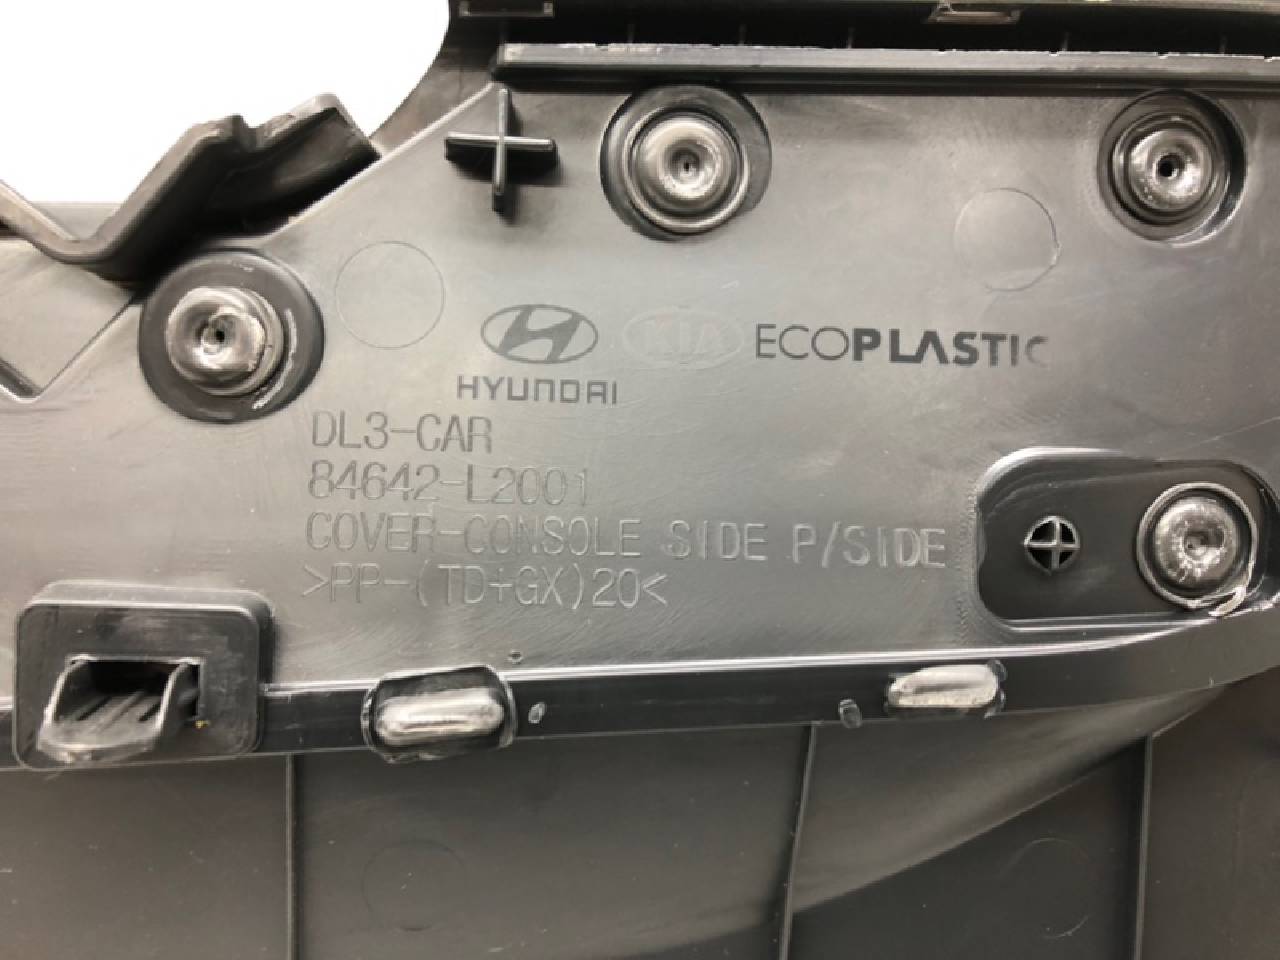 HYUNDAI KIA ECOPLASTIC
DL3-CAR
84642-L2001
COVER-CONSOLE SIDE P/SIDE
>PP-(TD+GX)20<